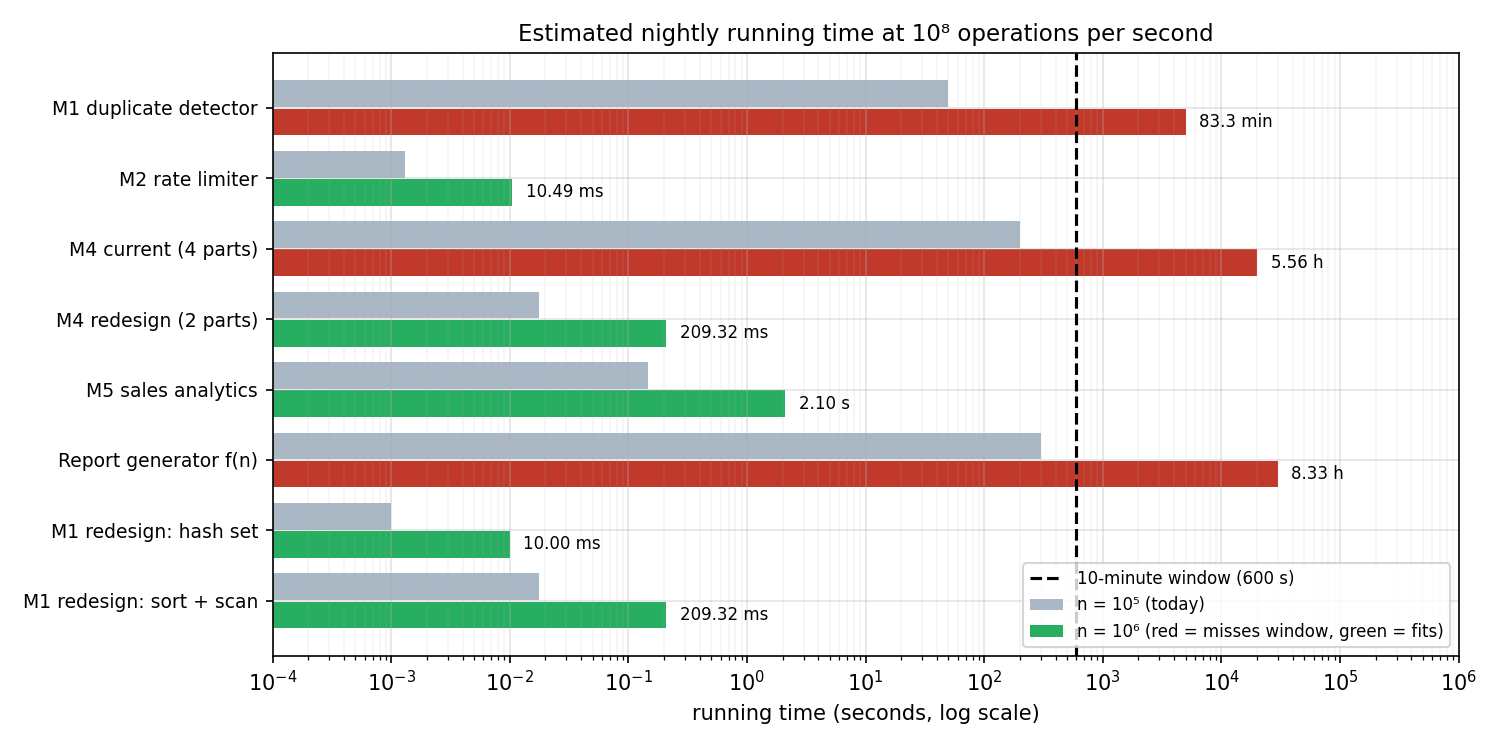 Estimated nightly running time at 10⁸ operations per second
M1 duplicate detector
83.3 min
M2 rate limiter
10.49 ms
M4 current (4 parts)
5.56 h
M4 redesign (2 parts)
209.32 ms
M5 sales analytics
2.10 s
Report generator f(n)
8.33 h
M1 redesign: hash set
10.00 ms
M1 redesign: sort + scan
209.32 ms
10-minute window (600 s)
n = 10⁵ (today)
n = 10⁶ (red = misses window, green = fits)
10⁻⁴ 10⁻³ 10⁻² 10⁻¹ 10⁰ 10¹ 10² 10³ 10⁴ 10⁵ 10⁶
running time (seconds, log scale)